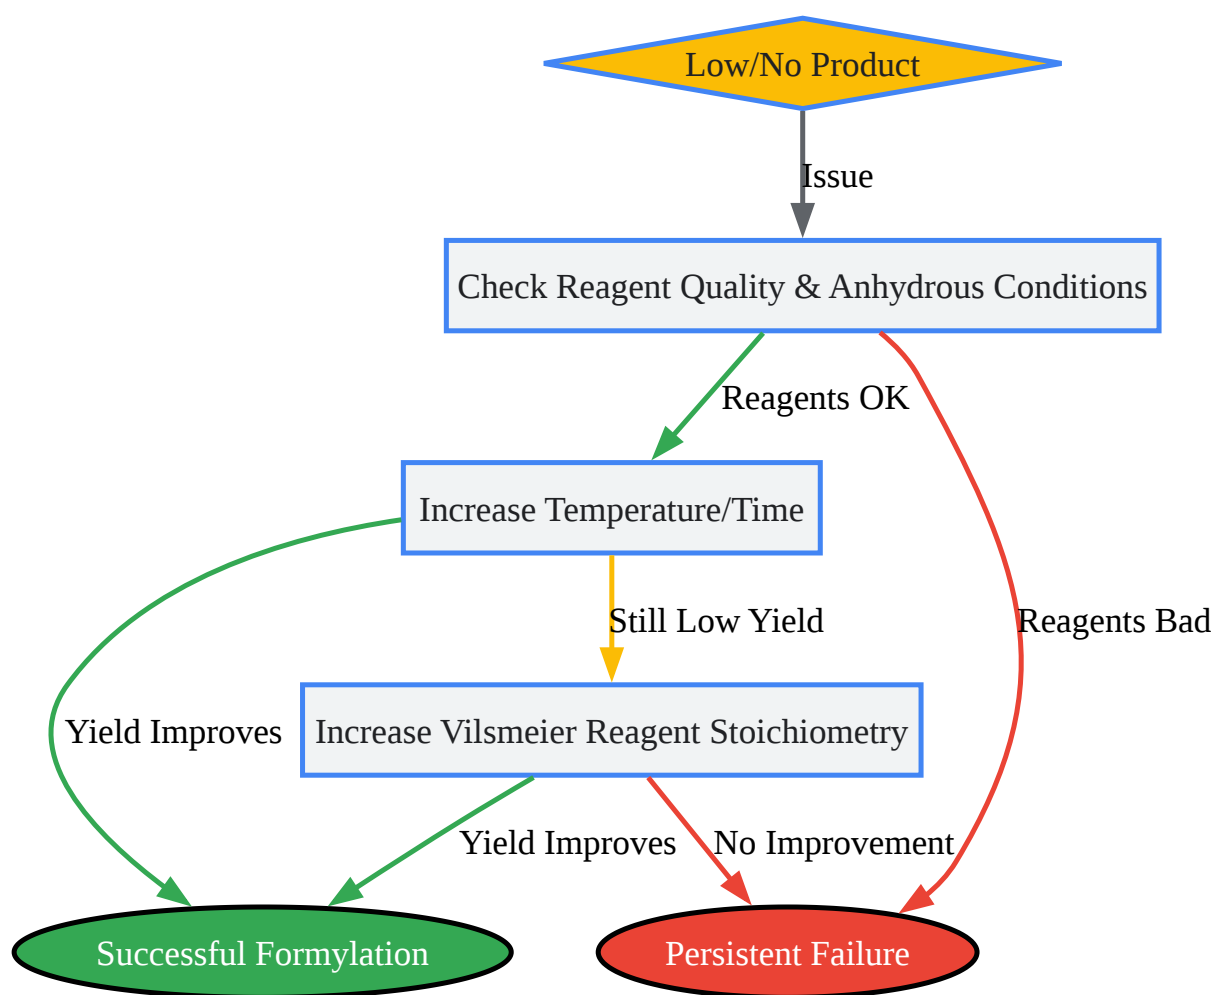 Low/No Product
Issue
Check Reagent Quality & Anhydrous Conditions
Reagents OK
Increase Temperature/Time
Still Low Yield
Reagents Bad
Yield Improves
Increase Vilsmeier Reagent Stoichiometry
Yield Improves
No Improvement
Successful Formylation
Persistent Failure